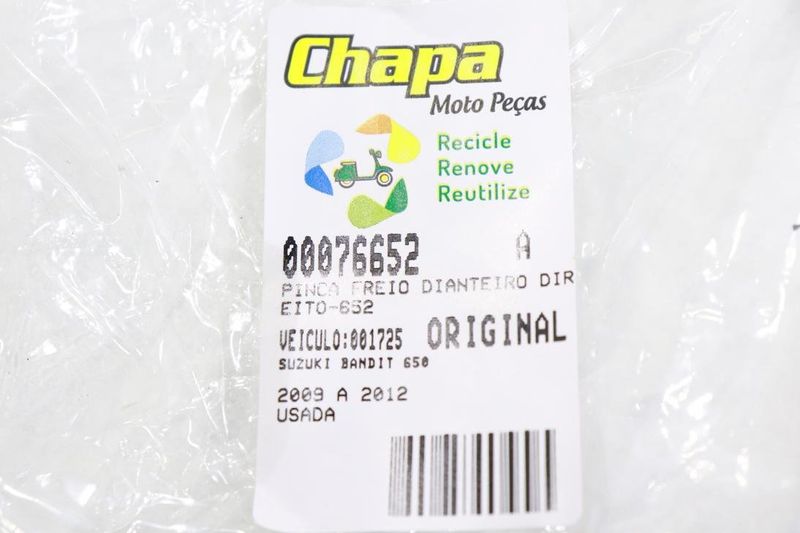 Chapa
Moto Peças
Recicle
Renove
Reutilize
00076652 A
PINCA FREIO DIANTEIRO DIR
EITO-652
VEICULO:001725 ORIGINAL
SUZUKI BANDIT 650
2009 A 2012
USADA